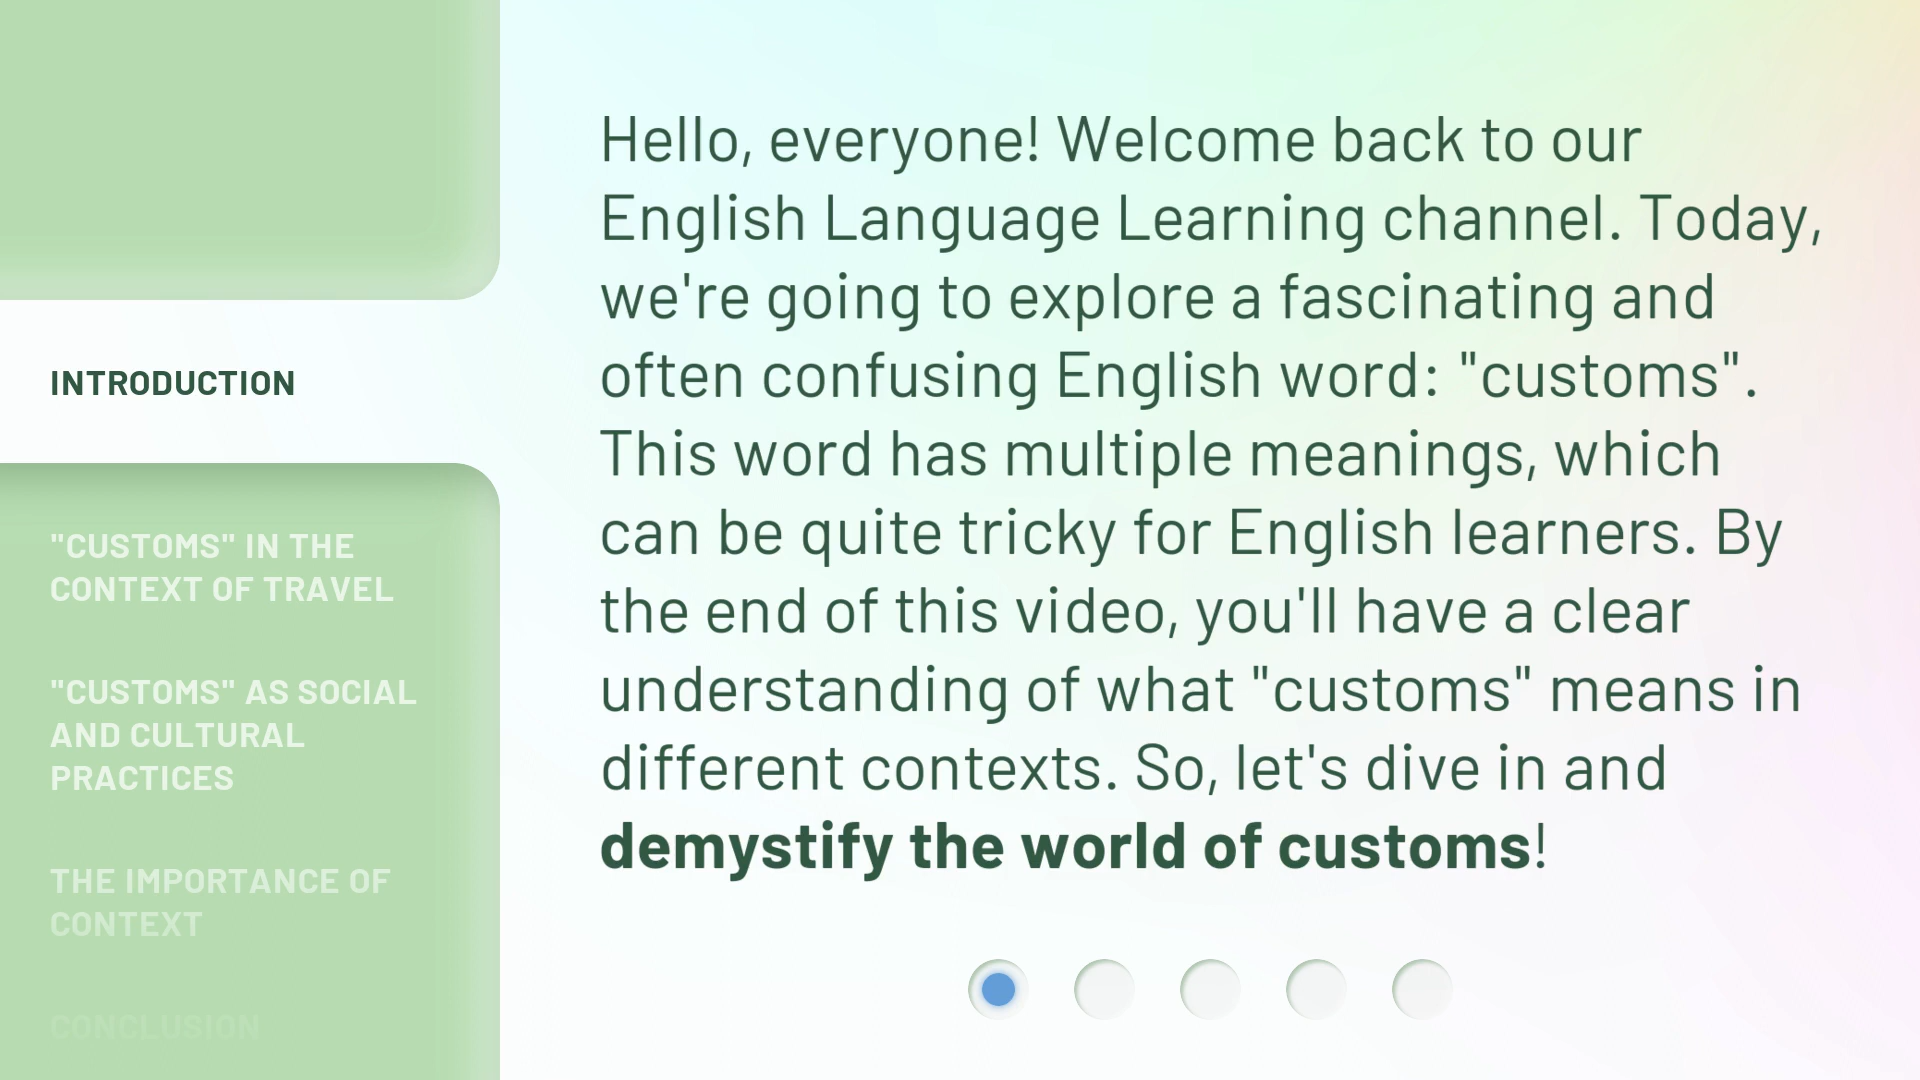 INTRODUCTION
"CUSTOMS" IN THE
CONTEXT OF TRAVEL
"CUSTOMS" AS SOCIAL
AND CULTURAL
PRACTICES
THE IMPORTANCE OF
CONTEXT
CONCLUSION
Hello, everyone! Welcome back to our
English Language Learning channel. Today,
we're going to explore a fascinating and
often confusing English word: "customs".
This word has multiple meanings, which
can be quite tricky for English learners. By
the end of this video, you'll have a clear
understanding of what "customs" means in
different contexts. So, let's dive in and
demystify the world of customs!